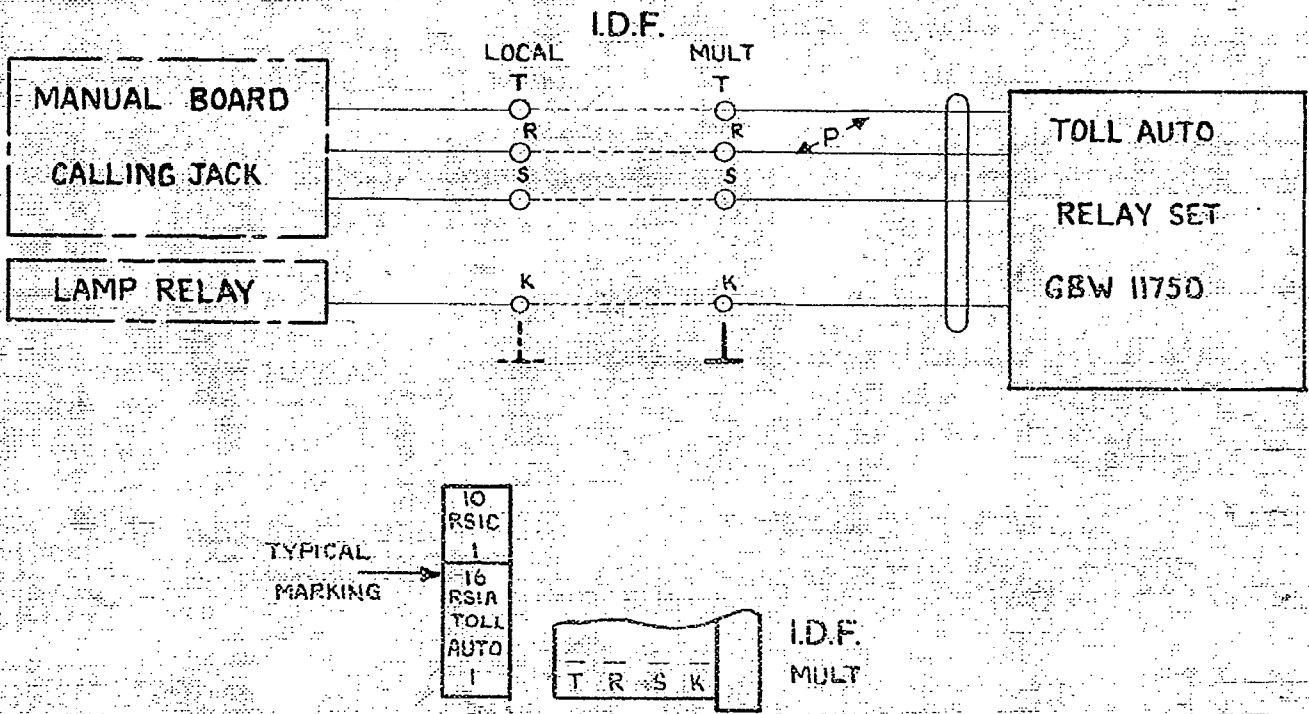 I.D.F.
LOCAL MULT
T T
MANUAL BOARD
CALLING JACK
R R
P
S S
TOLL AUTO
RELAY SET
GBW 11750
LAMP RELAY
K K
TYPICAL
MARKING
10
RSIC
1
16
RSIA
TOLL
AUTO
1
T R S K
I.D.F.
MULT